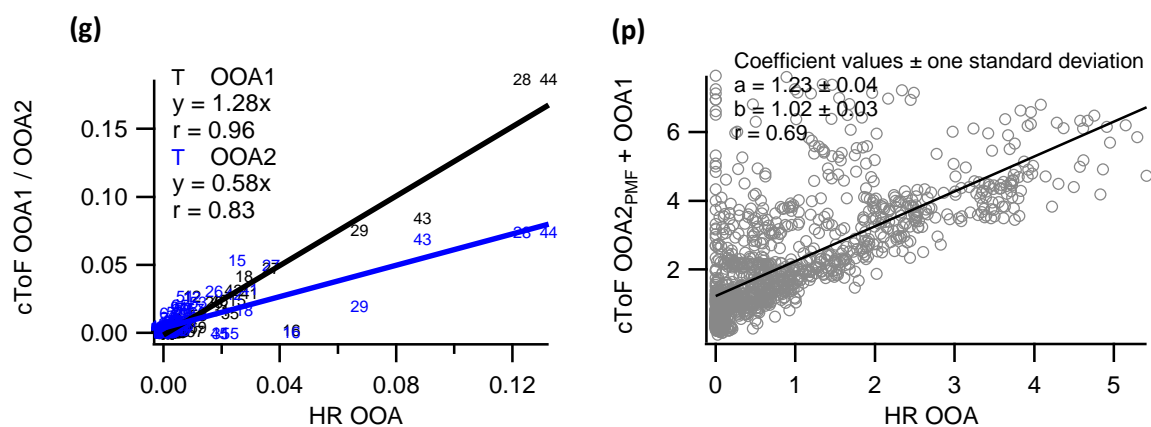 (g)
T OOA1
y = 1.28x
r = 0.96
T OOA2
y = 0.58x
r = 0.83
28 44
43
29
43
28 44
29
15
27
41
26
18
16
16
0.15
0.10
0.05
0.00
cToF OOA1 / OOA2
0.00 0.04 0.08 0.12
HR OOA
(p)
Coefficient values ± one standard deviation
a = 1.23 ± 0.04
b = 1.02 ± 0.03
r = 0.69
6
4
2
cToF OOA2PMF + OOA1
0 1 2 3 4 5
HR OOA